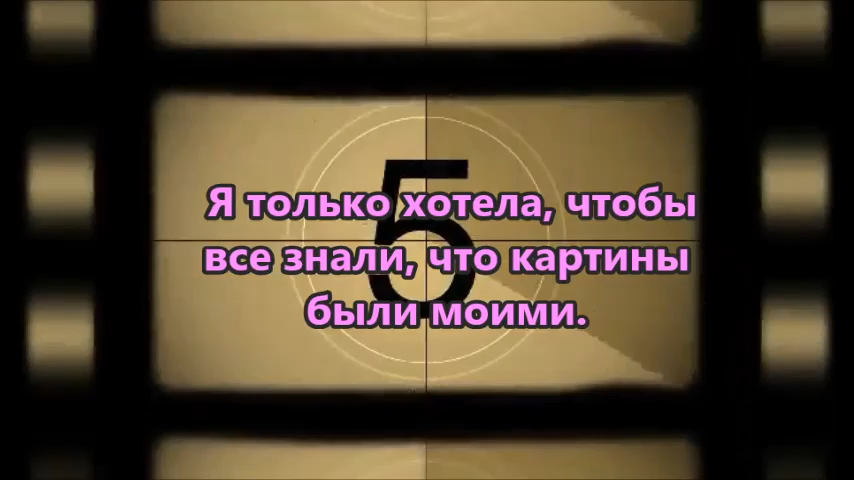 5
Я только хотела, чтобы
все знали, что картины
были моими.